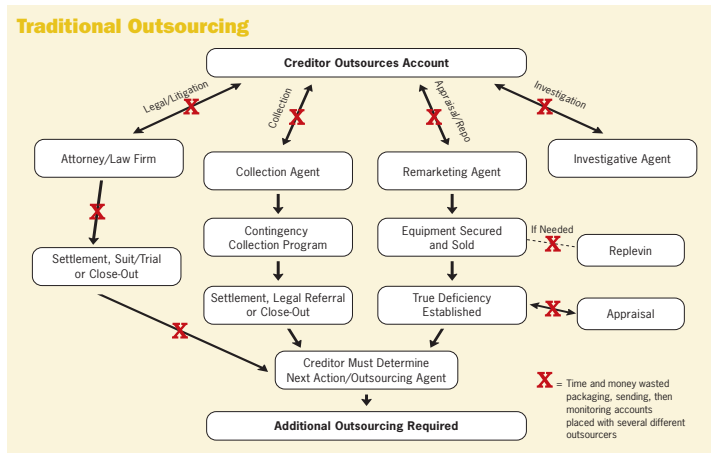 Traditional Outsourcing
Creditor Outsources Account
Legal/Litigation
X
Collection
X
Appraisal/Repo
X
Investigation
X
Attorney/Law Firm
Collection Agent
Remarketing Agent
Investigative Agent
X
Contingency
Collection Program
Equipment Secured
and Sold
If Needed
X
Replevin
Settlement, Suit/Trial
or Close-Out
Settlement, Legal Referral
or Close-Out
True Deficiency
Established
X
Appraisal
X
Creditor Must Determine
Next Action/Outsourcing Agent
Additional Outsourcing Required
X = Time and money wasted
packaging, sending, then
monitoring accounts
placed with several different
outsourcers